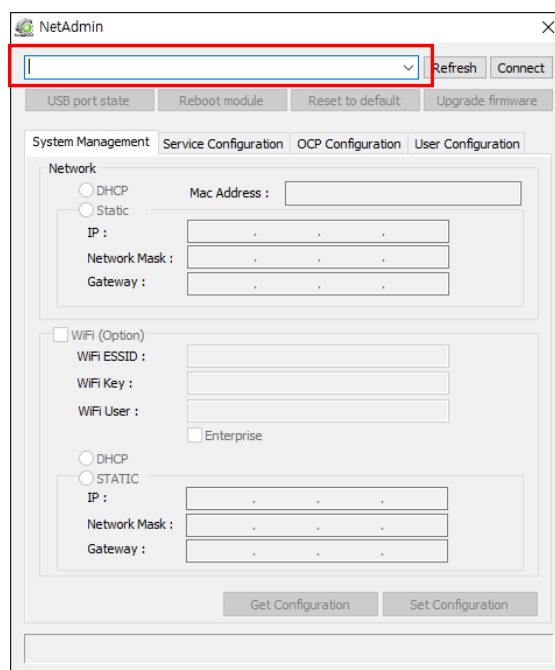 NetAdmin
Refresh Connect
USB port state Reboot module Reset to default Upgrade firmware
System Management Service Configuration OCP Configuration User Configuration
Network
DHCP Mac Address :
Static
IP : . . .
Network Mask : . . .
Gateway : . . .
WiFi (Option)
WiFi ESSID :
WiFi Key :
WiFi User :
Enterprise
DHCP
STATIC
IP : . . .
Network Mask : . . .
Gateway : . . .
Get Configuration Set Configuration